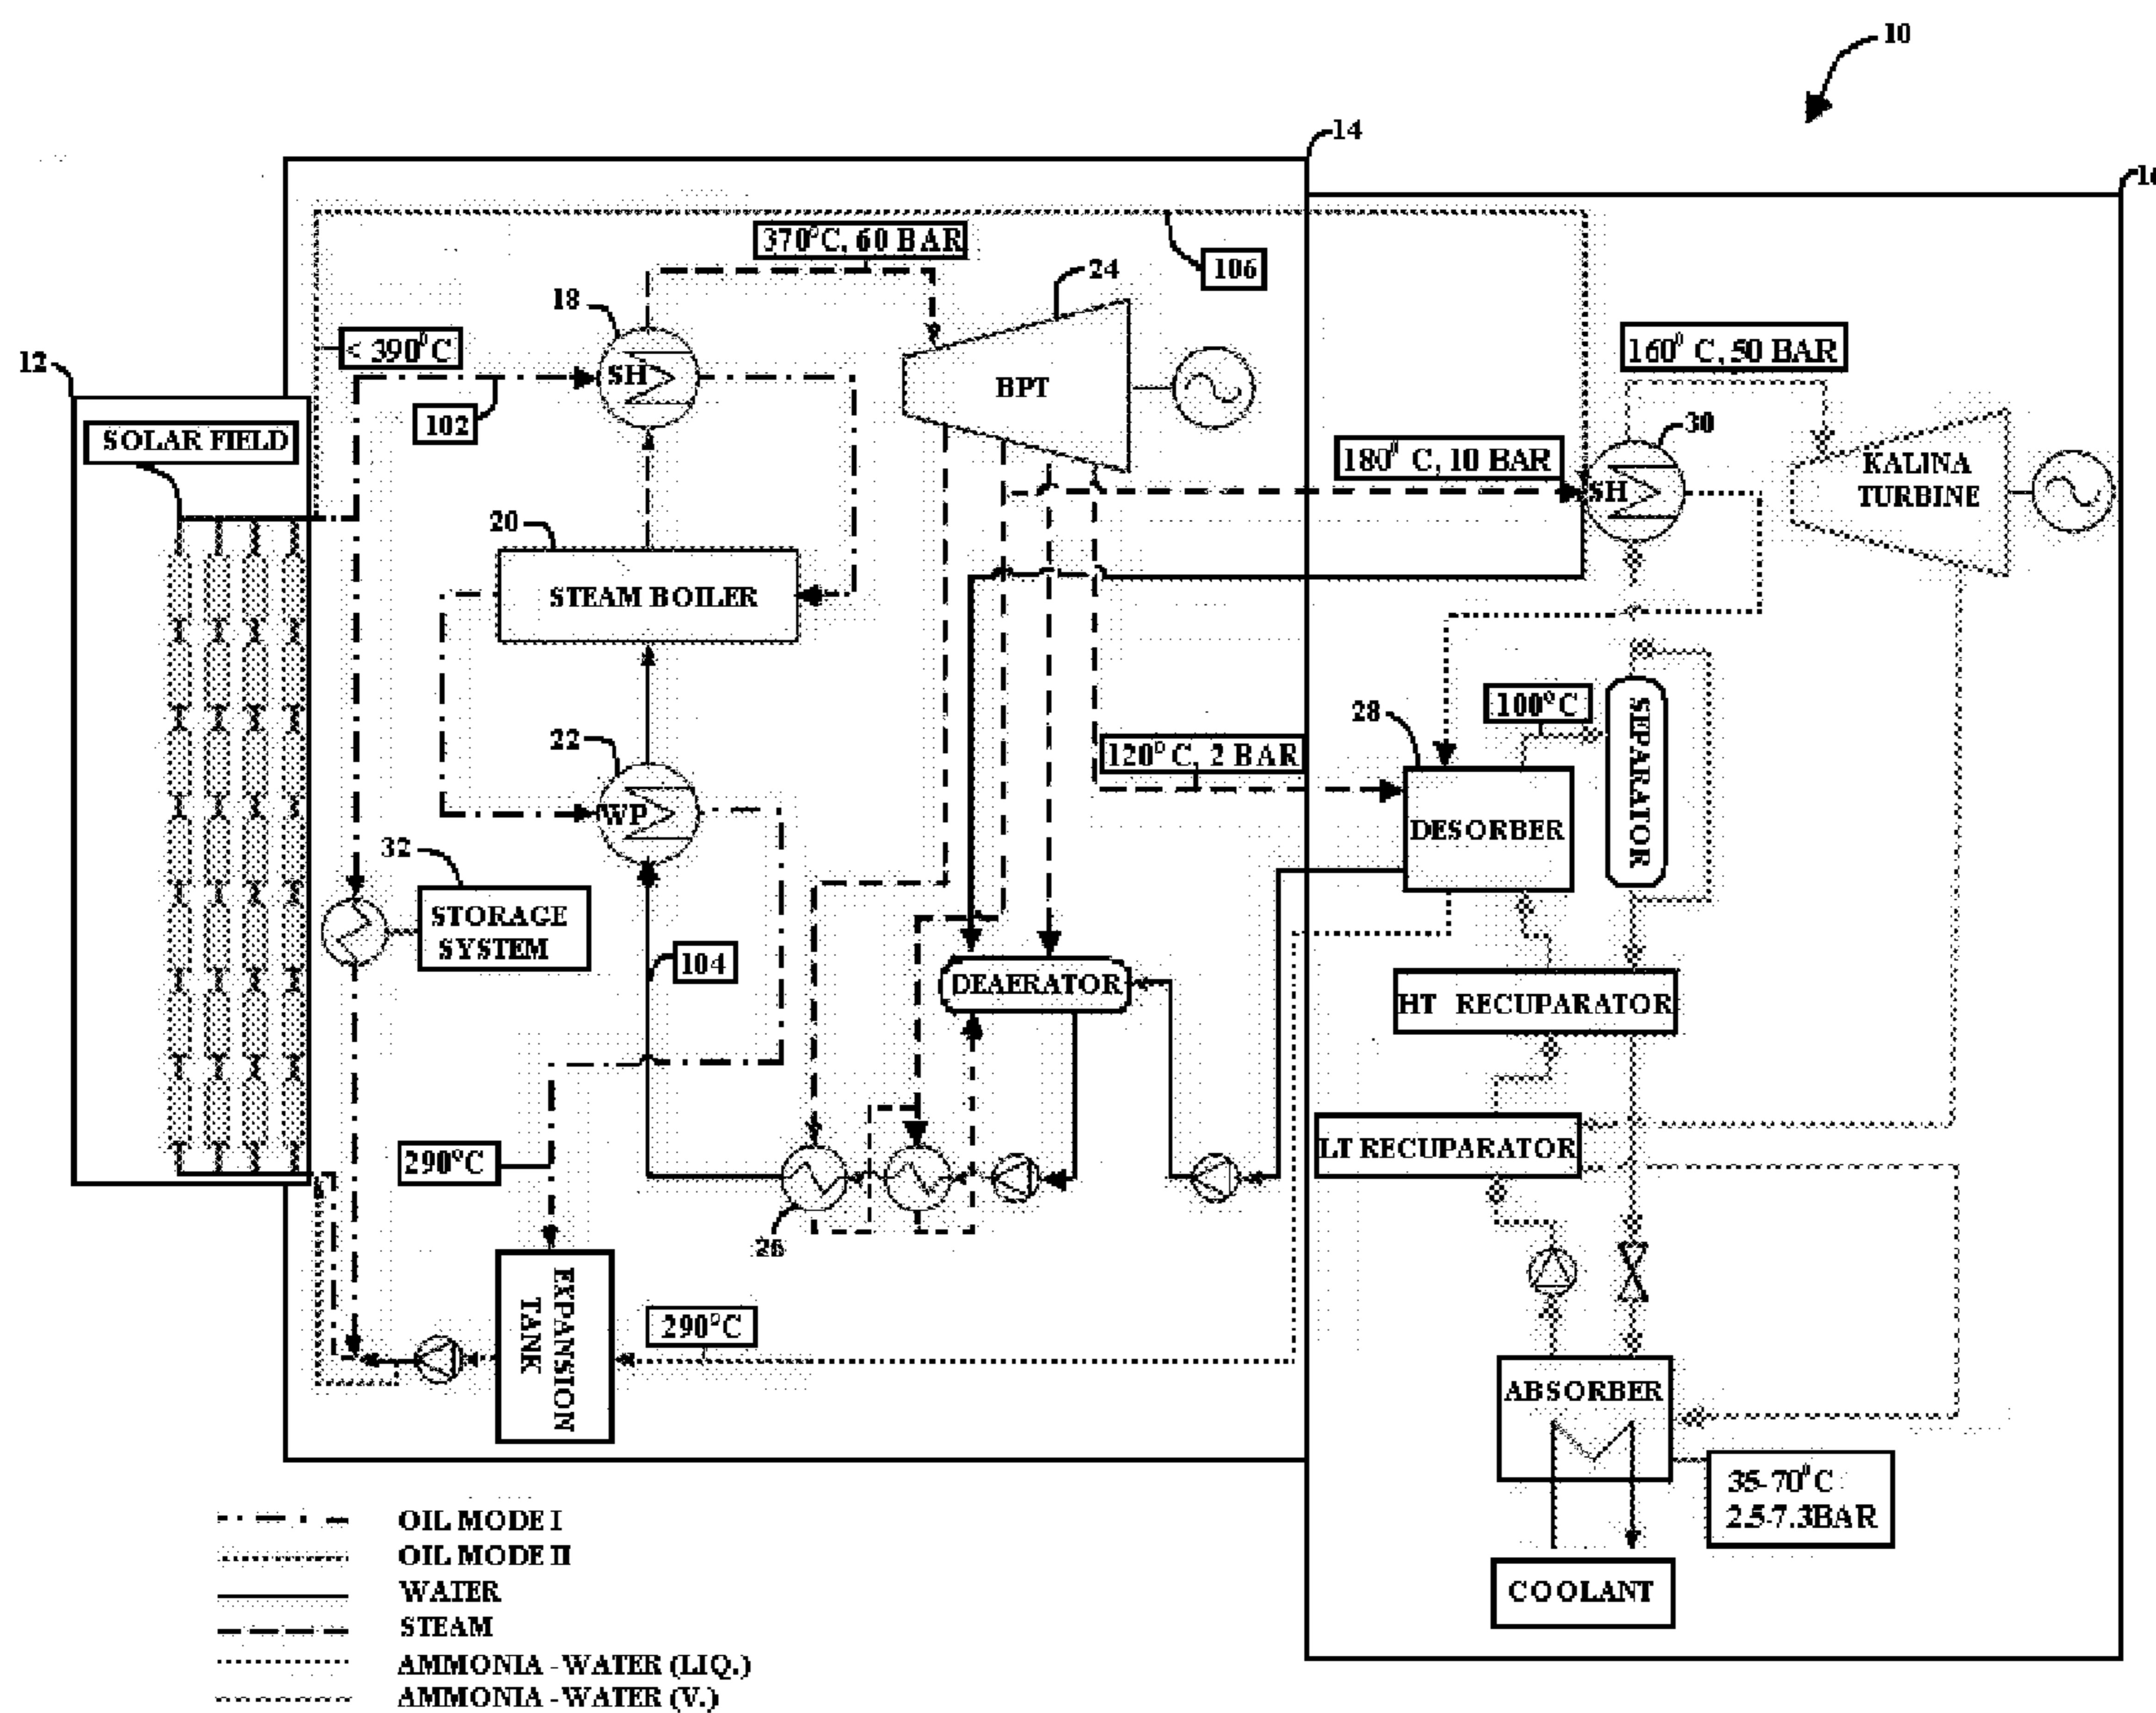 10
14
16
370°C, 60 BAR
106
24
18
< 390°C
12
102
SH
BPT
SOLAR FIELD
160° C, 50 BAR
30
180° C, 10 BAR
SH
KALINA
TURBINE
20
STEAM BOILER
22
WP
100°C
28
SEPARATOR
120° C, 2 BAR
DESORBER
32
STORAGE
SYSTEM
104
DEAERATOR
HT RECUPARATOR
290°C
LT RECUPARATOR
26
EXPANSION
TANK
290°C
ABSORBER
35-70°C
2.5-7.3BAR
COOLANT
OIL MODE I
OIL MODE II
WATER
STEAM
AMMONIA - WATER (LIQ.)
AMMONIA - WATER (V.)